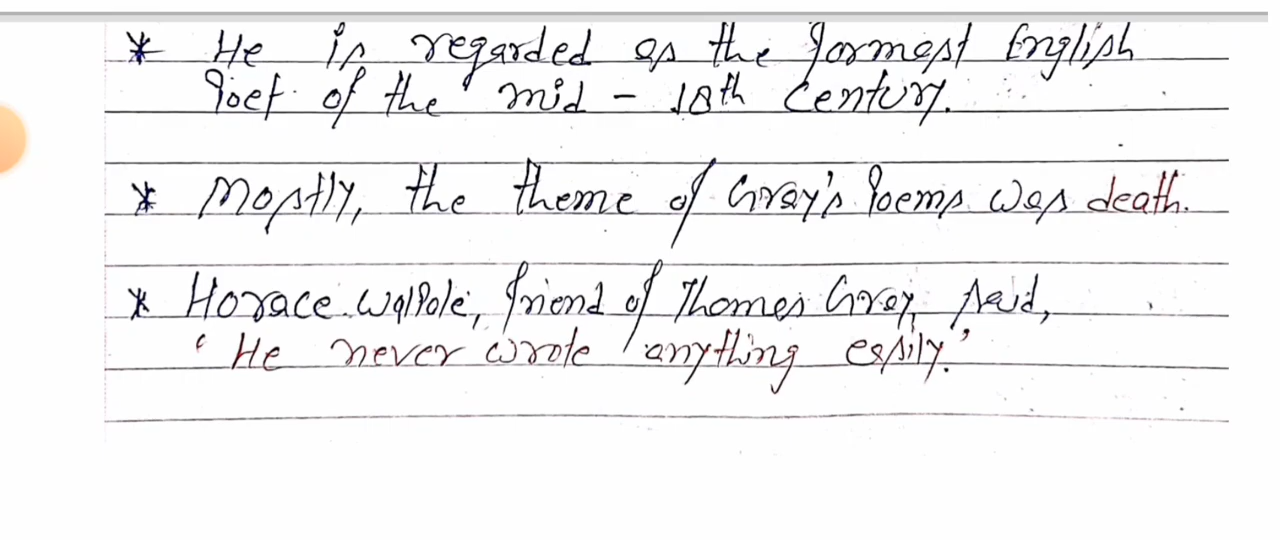 * He is regarded as the formost English
Poet of the mid - 18th Century.
* Mostly, the theme of Gray's Poems was death.
* Horace Walpole, friend of Thomas Gray, said,
' He never wrote anything easily.'